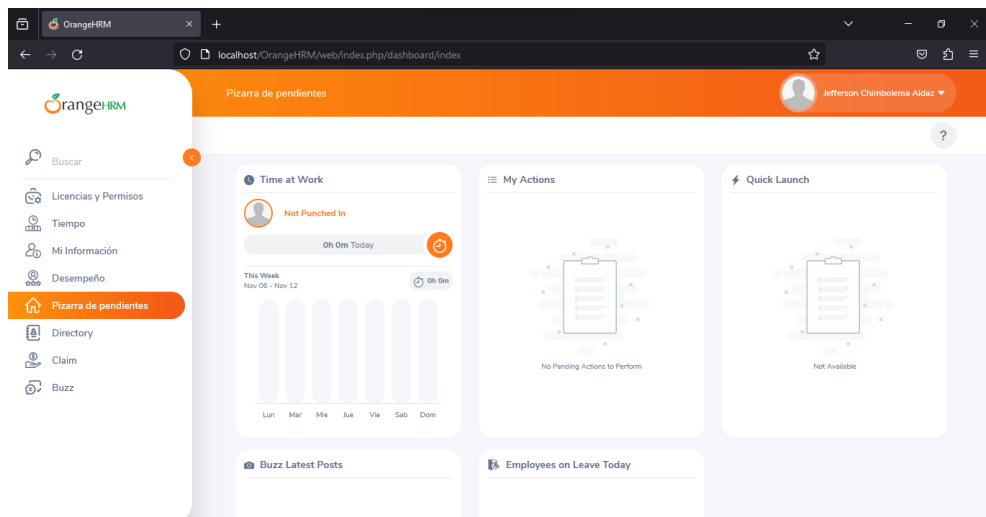 OrangeHRM
localhost/OrangeHRM/web/index.php/dashboard/index
OrangeHRM
Pizarra de pendientes
Jefferson Chimbolema Aldaz
Buscar
?
Licencias y Permisos
Tiempo
Mi Información
Desempeño
Pizarra de pendientes
Directory
Claim
Buzz
Time at Work
Not Punched In
0h 0m Today
This Week
Nov 06 - Nov 12
0h 0m
Lun Mar Mie Jue Vie Sab Dom
My Actions
No Pending Actions to Perform
Quick Launch
Not Available
Buzz Latest Posts
Employees on Leave Today